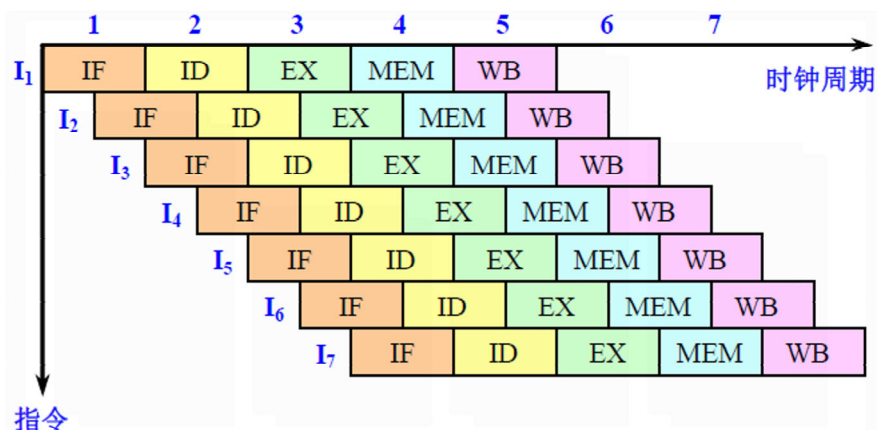 1 2 3 4 5 6 7
I₁ IF ID EX MEM WB
时钟周期
I₂ IF ID EX MEM WB
I₃ IF ID EX MEM WB
I₄ IF ID EX MEM WB
I₅ IF ID EX MEM WB
I₆ IF ID EX MEM WB
I₇ IF ID EX MEM WB
指令